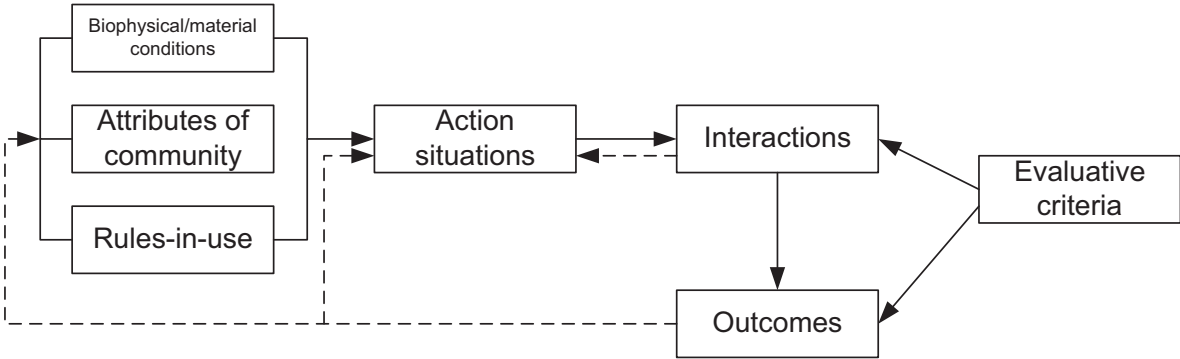 Biophysical/material
conditions
Attributes of
community
Rules-in-use
Action
situations
Interactions
Outcomes
Evaluative
criteria